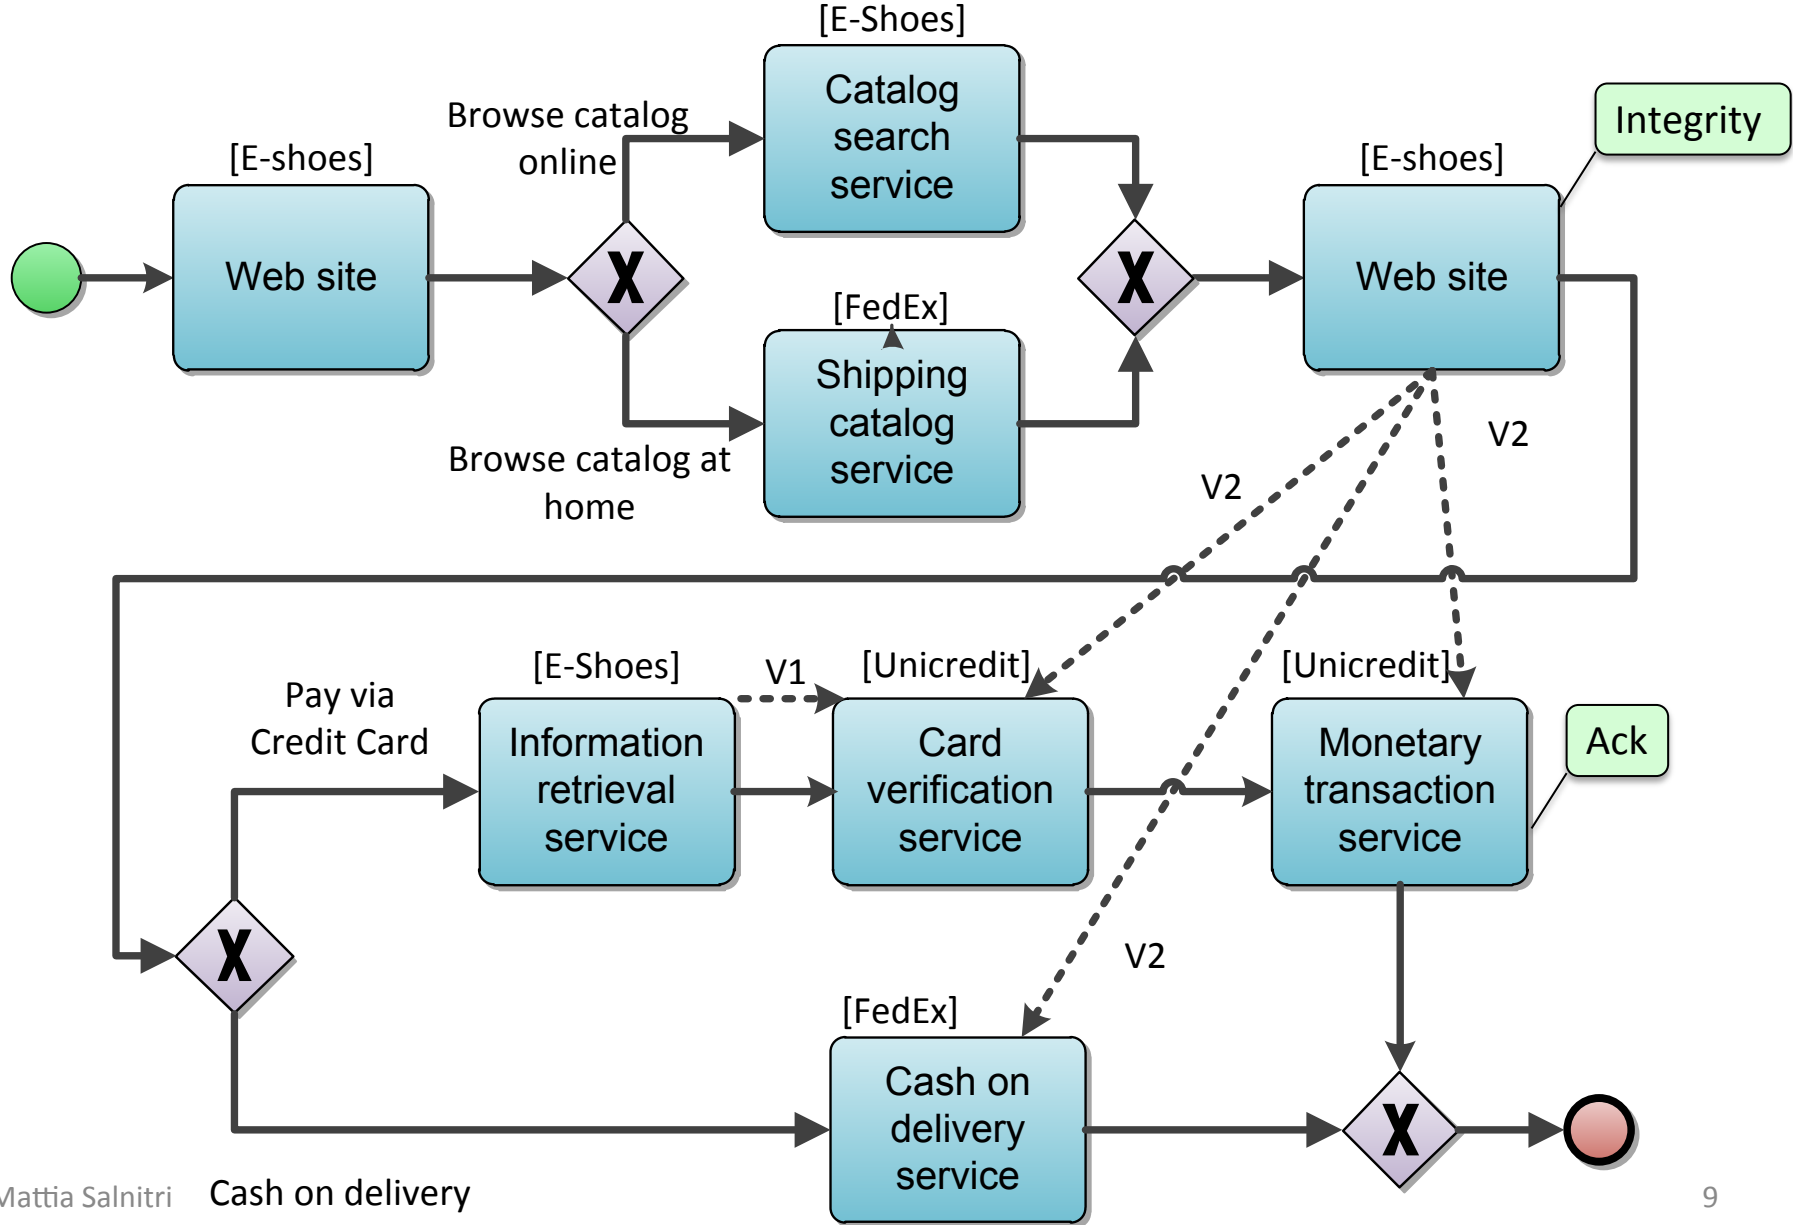 [E-Shoes]
Catalog
search
service
Browse catalog
online
Integrity
[E-shoes]
Web site
X
X
[E-shoes]
Web site
[FedEx]
Shipping
catalog
service
Browse catalog at
home
V2
V2
[E-Shoes]
V1
[Unicredit]
[Unicredit]
Pay via
Credit Card
Information
retrieval
service
Card
verification
service
Monetary
transaction
service
Ack
X
V2
[FedEx]
Cash on
delivery
service
X
Mattia Salnitri
Cash on delivery
9